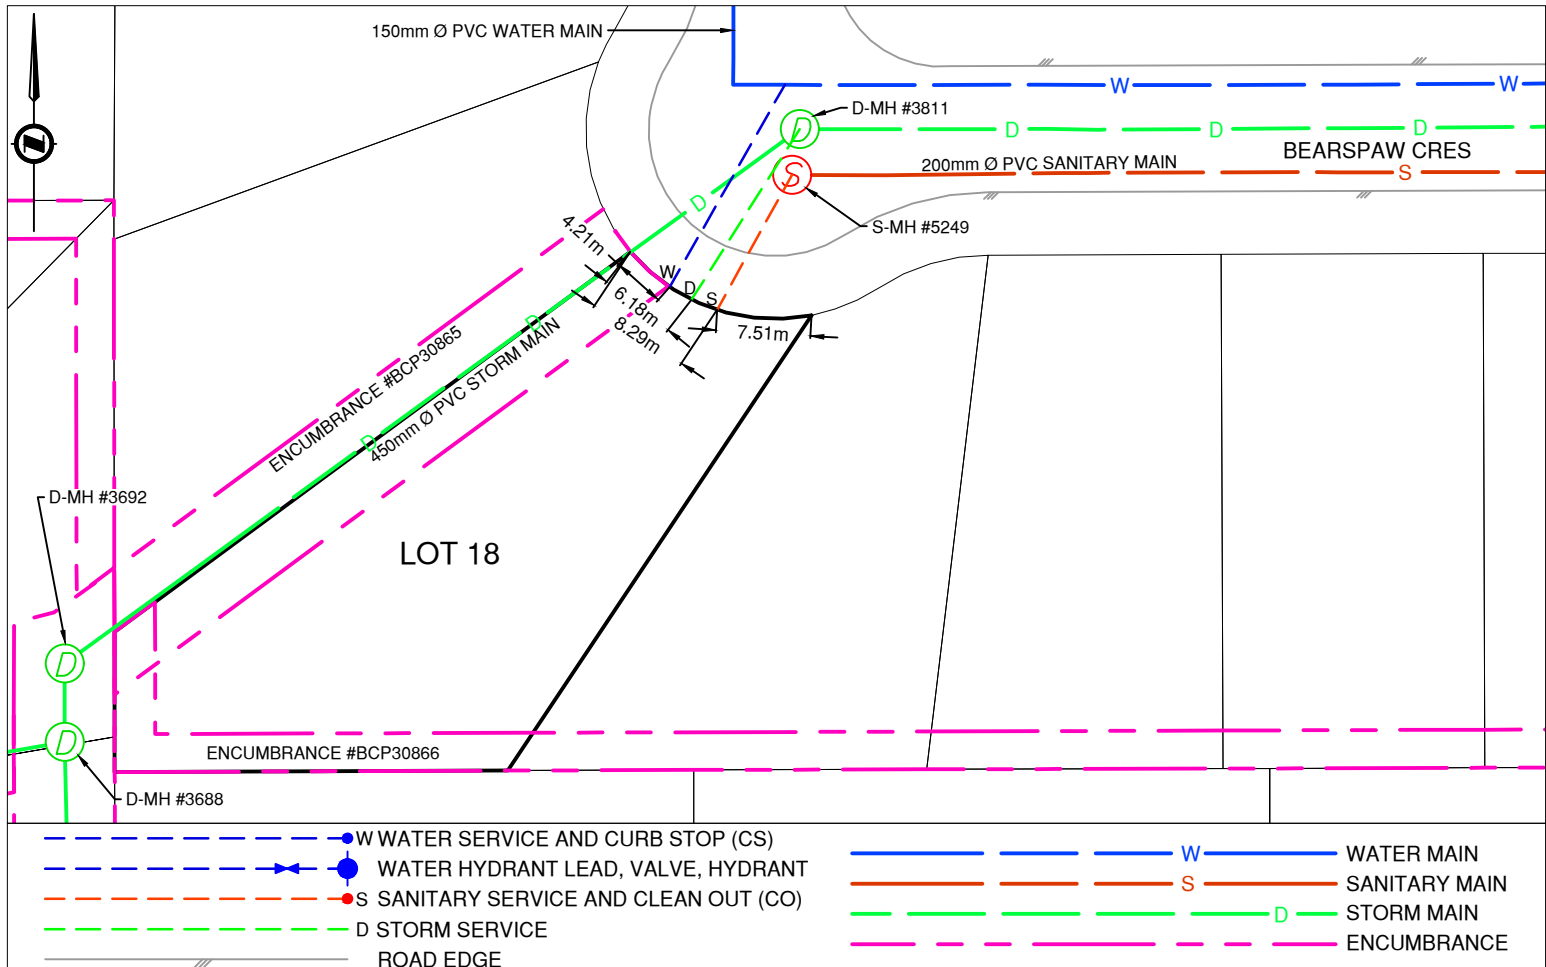 150mm Ø PVC WATER MAIN
W
W
D-MH #3811
D
D
D
D
BEARSPAW CRES
200mm Ø PVC SANITARY MAIN
S
S
S-MH #5249
D
N
4.21m
W
D
S
6.18m
8.29m
7.51m
D
ENCUMBRANCE #BCP30865
450mm Ø PVC STORM MAIN
D
D-MH #3692
LOT 18
D
D
ENCUMBRANCE #BCP30866
D-MH #3688
W WATER SERVICE AND CURB STOP (CS)
WATER HYDRANT LEAD, VALVE, HYDRANT
S SANITARY SERVICE AND CLEAN OUT (CO)
D STORM SERVICE
ROAD EDGE
W WATER MAIN
S SANITARY MAIN
D STORM MAIN
ENCUMBRANCE